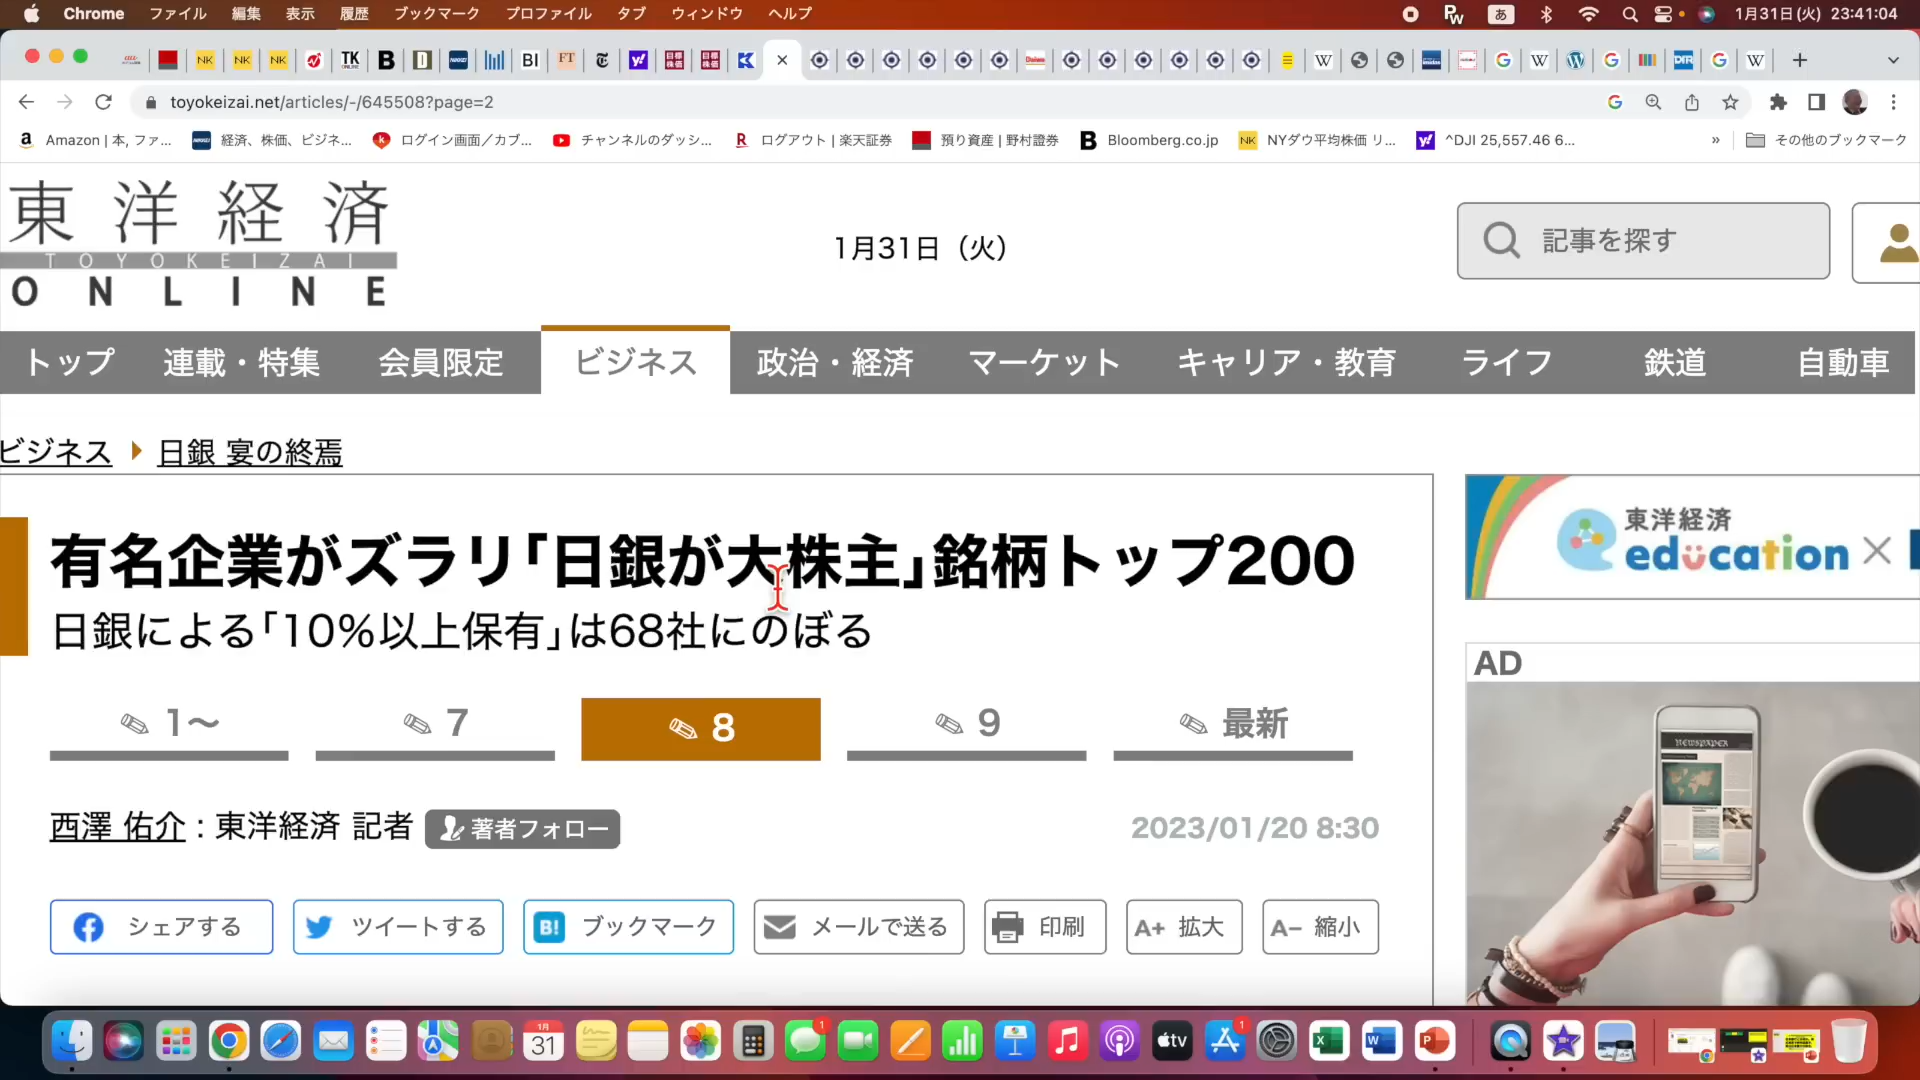 Chrome ファイル 編集 表示 履歴 ブックマーク プロファイル タブ ウィンドウ ヘルプ あ 1月31日(火) 23:41:04
NK NK NK TK B D BI FT K W W W
toyokeizai.net/articles/-/645508?page=2
Amazon | 本, ファ... 経済、株価、ビジネ... ログイン画面／カブ... チャンネルのダッシ... ログアウト | 楽天証券 預り資産 | 野村證券 Bloomberg.co.jp NYダウ平均株価 リ... ^DJI 25,557.46 6... » その他のブックマーク
東洋経済
TOYOKEIZAI
ONLINE
1月31日（火）
記事を探す
トップ 連載・特集 会員限定 ビジネス 政治・経済 マーケット キャリア・教育 ライフ 鉄道 自動車
ビジネス 日銀 宴の終焉
有名企業がズラリ｢日銀が大株主｣銘柄トップ200
日銀による｢10%以上保有｣は68社にのぼる
1〜 7 8 9 最新
西澤 佑介 : 東洋経済 記者 著者フォロー 2023/01/20 8:30
シェアする ツイートする B! ブックマーク メールで送る 印刷 A+ 拡大 A− 縮小
東洋経済
education ×
AD
NEWSPAPER
1月
31
1
tv
1